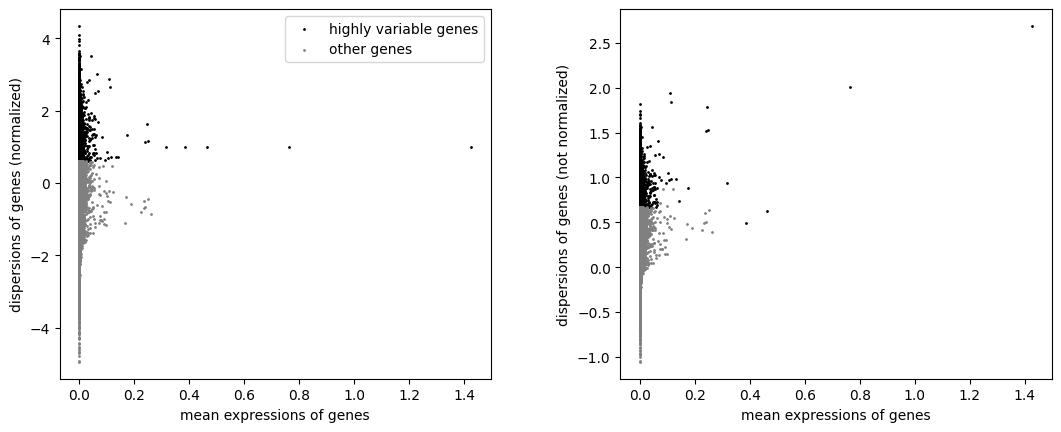 highly variable genes
other genes
dispersions of genes (normalized)
4
2
0
−2
−4
0.0 0.2 0.4 0.6 0.8 1.0 1.2 1.4
mean expressions of genes
dispersions of genes (not normalized)
2.5
2.0
1.5
1.0
0.5
0.0
−0.5
−1.0
0.0 0.2 0.4 0.6 0.8 1.0 1.2 1.4
mean expressions of genes